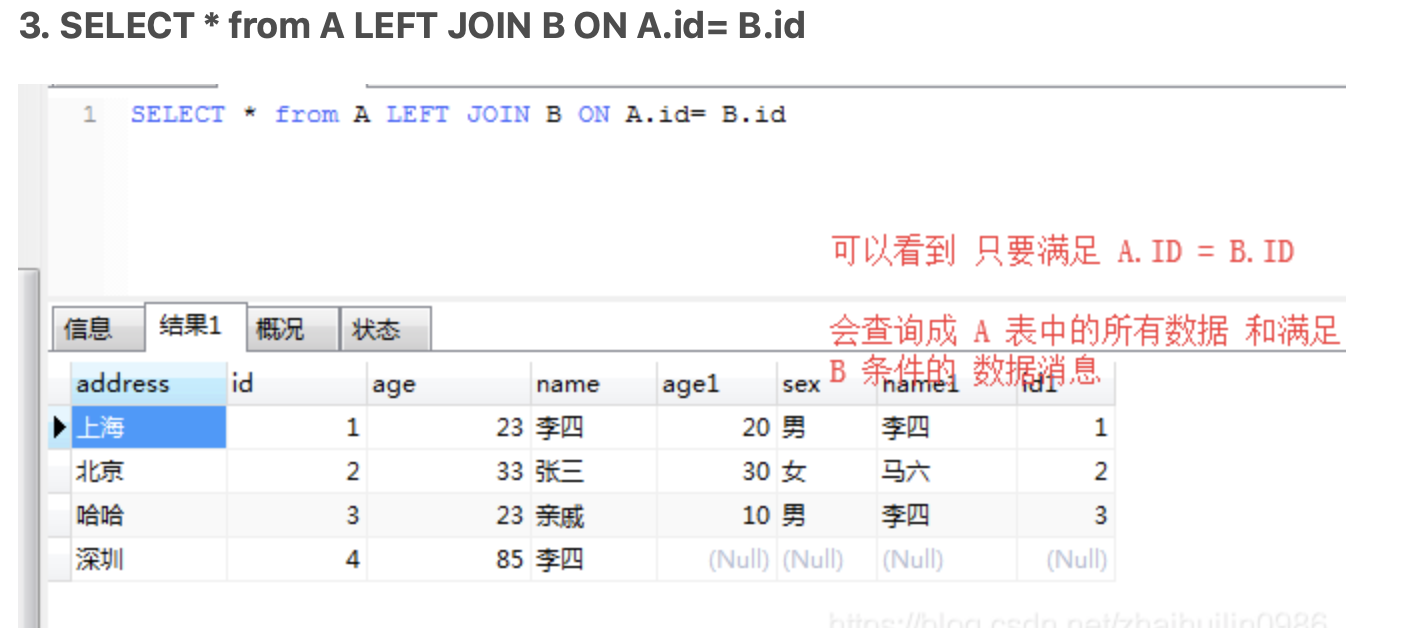 3. SELECT * from A LEFT JOIN B ON A.id= B.id
1 SELECT * from A LEFT JOIN B ON A.id= B.id
可以看到 只要满足 A.ID = B.ID
会查询成 A 表中的所有数据 和满足
B 条件的 数据消息
信息 结果1 概况 状态
address id age name age1 sex name1 id1
上海 1 23 李四 20 男 李四 1
北京 2 33 张三 30 女 马六 2
哈哈 3 23 亲戚 10 男 李四 3
深圳 4 85 李四 (Null) (Null) (Null) (Null)
https://blog.csdn.net/zhaihuilin0986